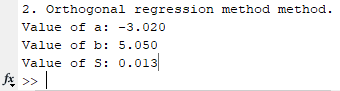 2. Orthogonal regression method method.
Value of a: -3.020
Value of b: 5.050
Value of S: 0.013
fx >>